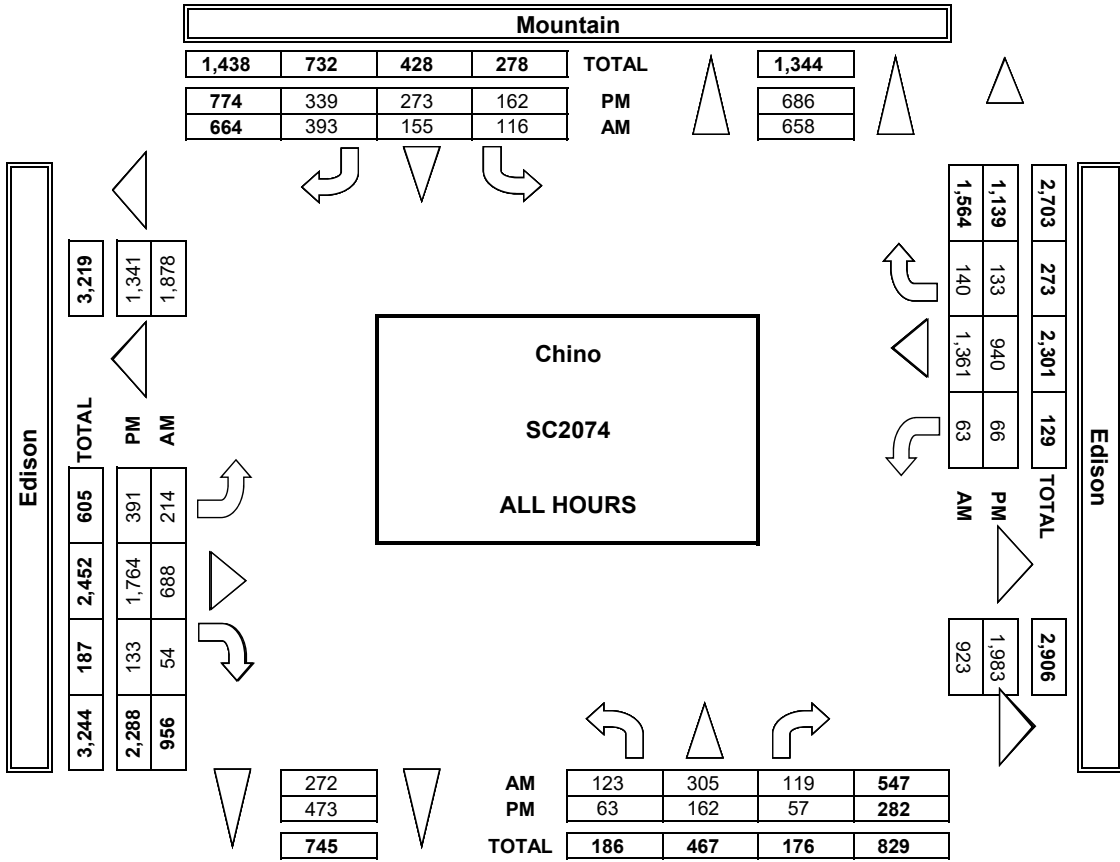 Mountain
1,438 732 428 278 TOTAL 1,344
774 339 273 162 PM 686
664 393 155 116 AM 658
Edison
3,219
1,341
1,878
TOTAL 605 2,452 187 3,244
PM 391 1,764 133 2,288
AM 214 688 54 956
Chino
SC2074
ALL HOURS
2,703 273 2,301 129 TOTAL 2,906
1,139 133 940 66 PM 1,983
1,564 140 1,361 63 AM 923
Edison
272 AM 123 305 119 547
473 PM 63 162 57 282
745 TOTAL 186 467 176 829